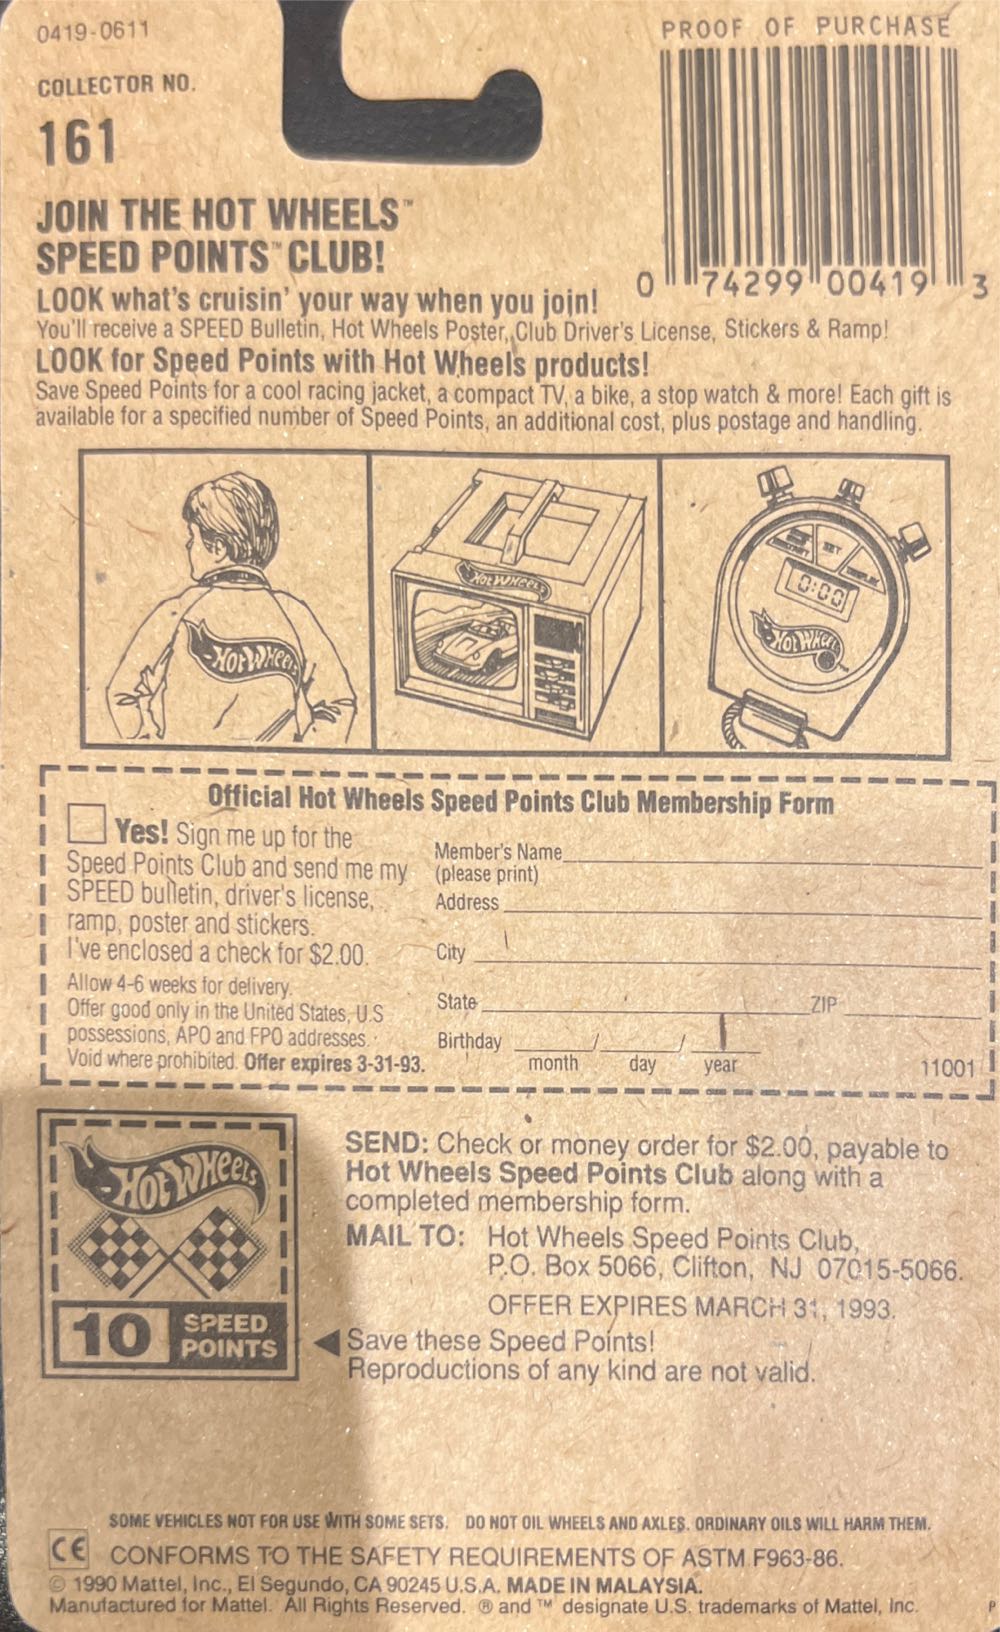 0419-0611
PROOF OF PURCHASE
COLLECTOR NO.
161
0 74299 00419 3
JOIN THE HOT WHEELS™
SPEED POINTS™ CLUB!
LOOK what's cruisin' your way when you join!
You'll receive a SPEED Bulletin, Hot Wheels Poster, Club Driver's License, Stickers & Ramp!
LOOK for Speed Points with Hot Wheels products!
Save Speed Points for a cool racing jacket, a compact TV, a bike, a stop watch & more! Each gift is
available for a specified number of Speed Points, an additional cost, plus postage and handling.
HOT WHEELS
HOT WHEELS
SET
0:00
HOT WHEELS
Official Hot Wheels Speed Points Club Membership Form
Yes! Sign me up for the
Speed Points Club and send me my
SPEED bulletin, driver's license,
ramp, poster and stickers.
I've enclosed a check for $2.00.
Allow 4-6 weeks for delivery.
Offer good only in the United States, U.S
possessions, APO and FPO addresses.
Void where prohibited. Offer expires 3-31-93.
Member's Name
(please print)
Address
City
State ZIP
Birthday / /
month day year
11001
HOT WHEELS
10 SPEED
POINTS
SEND: Check or money order for $2.00, payable to
Hot Wheels Speed Points Club along with a
completed membership form.
MAIL TO: Hot Wheels Speed Points Club,
P.O. Box 5066, Clifton, NJ 07015-5066.
OFFER EXPIRES MARCH 31, 1993.
Save these Speed Points!
Reproductions of any kind are not valid.
SOME VEHICLES NOT FOR USE WITH SOME SETS. DO NOT OIL WHEELS AND AXLES. ORDINARY OILS WILL HARM THEM.
CE CONFORMS TO THE SAFETY REQUIREMENTS OF ASTM F963-86.
© 1990 Mattel, Inc., El Segundo, CA 90245 U.S.A. MADE IN MALAYSIA.
Manufactured for Mattel. All Rights Reserved. ® and ™ designate U.S. trademarks of Mattel, Inc.
P